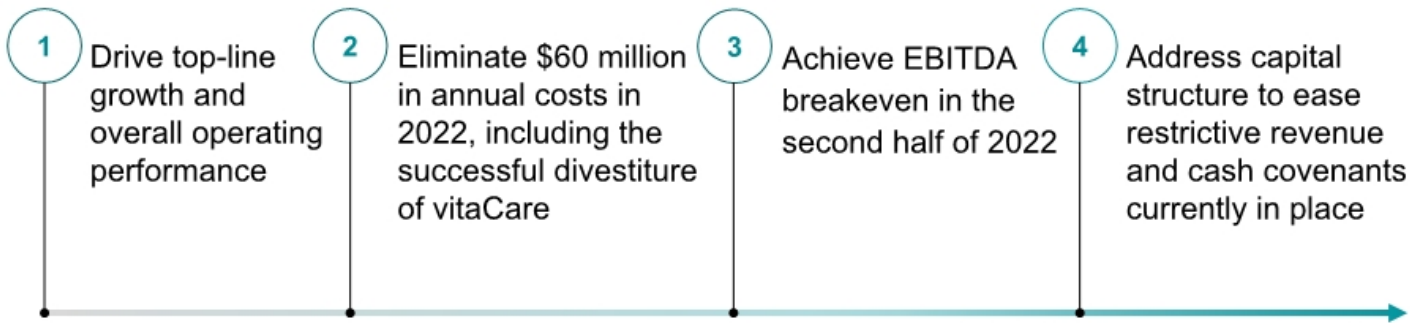 1
Drive top-line
growth and
overall operating
performance
2
Eliminate $60 million
in annual costs in
2022, including the
successful divestiture
of vitaCare
3
Achieve EBITDA
breakeven in the
second half of 2022
4
Address capital
structure to ease
restrictive revenue
and cash covenants
currently in place